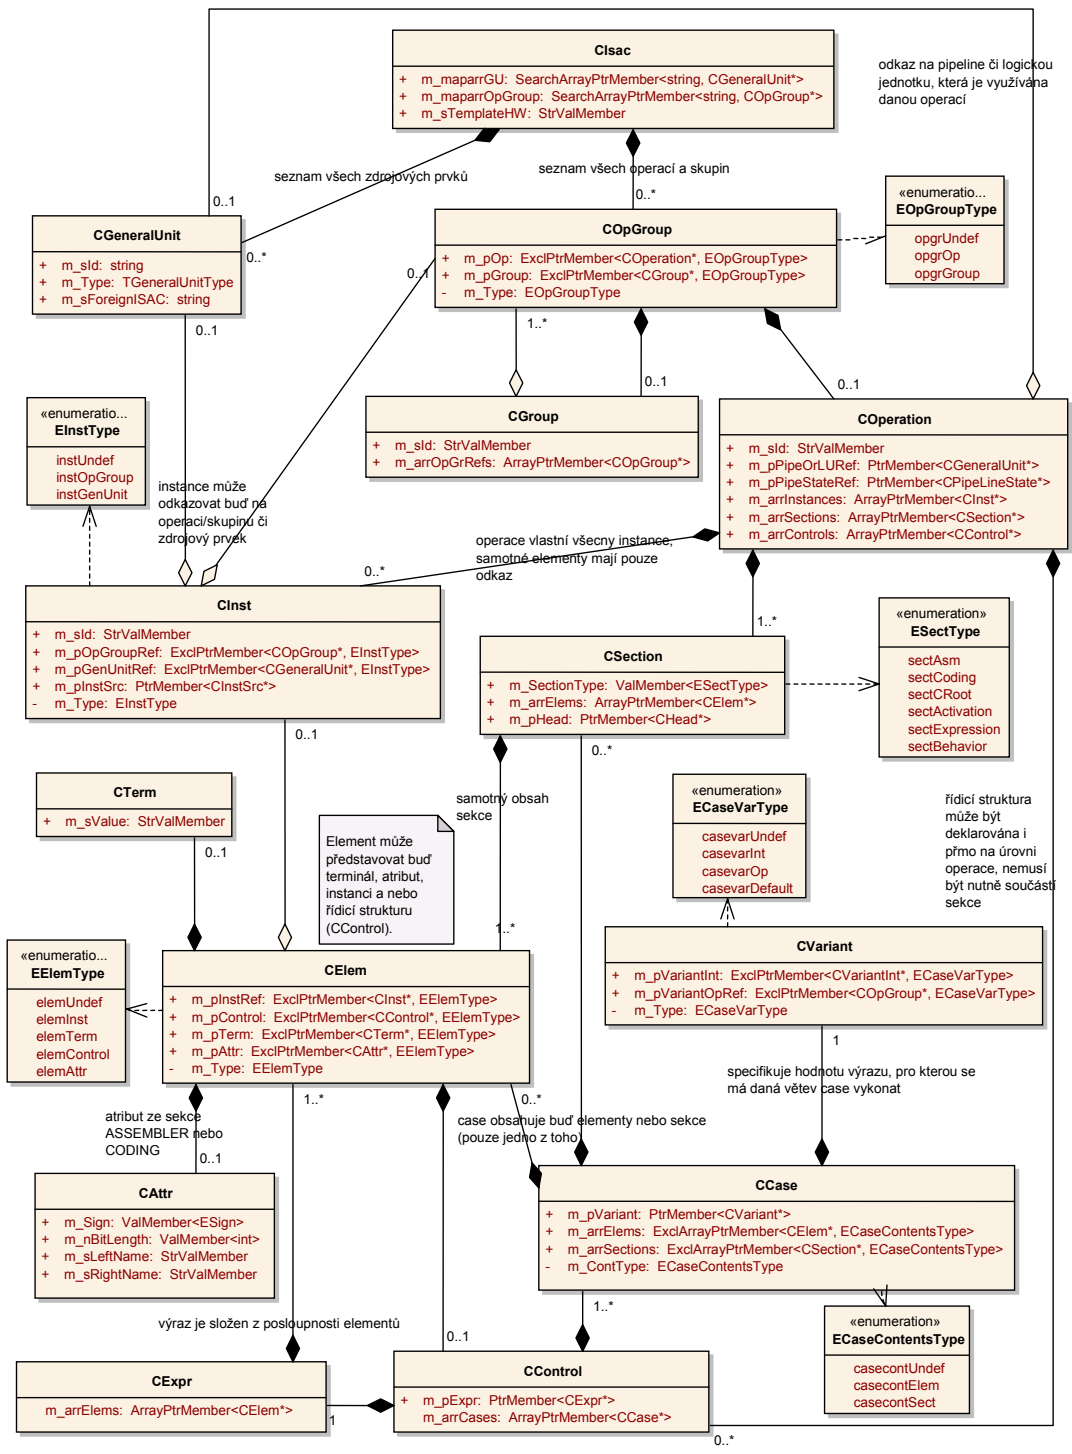 CIsac
+ m_maparrGU: SearchArrayPtrMember<string, CGeneralUnit*>
+ m_maparrOpGroup: SearchArrayPtrMember<string, COpGroup*>
+ m_sTemplateHW: StrValMember
odkaz na pipeline či logickou
jednotku, která je využívána
danou operací
seznam všech zdrojových prvků
seznam všech operací a skupin
0..1
0..*
0..*
CGeneralUnit
+ m_sId: string
+ m_Type: TGeneralUnitType
+ m_sForeignISAC: string
0..1
0..1
COpGroup
+ m_pOp: ExclPtrMember<COperation*, EOpGroupType>
+ m_pGroup: ExclPtrMember<CGroup*, EOpGroupType>
- m_Type: EOpGroupType
«enumeratio...
EOpGroupType
opgrUndef
opgrOp
opgrGroup
1..*
0..1
0..1
CGroup
+ m_sId: StrValMember
+ m_arrOpGrRefs: ArrayPtrMember<COpGroup*>
COperation
+ m_sId: StrValMember
+ m_pPipeOrLURef: PtrMember<CGeneralUnit*>
+ m_pPipeStateRef: PtrMember<CPipeLineState*>
+ m_arrInstances: ArrayPtrMember<CInst*>
+ m_arrSections: ArrayPtrMember<CSection*>
+ m_arrControls: ArrayPtrMember<CControl*>
«enumeratio...
EInstType
instUndef
instOpGroup
instGenUnit
instance může
odkazovat buď na
operaci/skupinu či
zdrojový prvek
operace vlastní všecny instance,
samotné elementy mají pouze
odkaz
0..*
CInst
+ m_sId: StrValMember
+ m_pOpGroupRef: ExclPtrMember<COpGroup*, EInstType>
+ m_pGenUnitRef: ExclPtrMember<CGeneralUnit*, EInstType>
+ m_pInstSrc: PtrMember<CInstSrc*>
- m_Type: EInstType
0..1
1..*
CSection
+ m_SectionType: ValMember<ESectType>
+ m_arrElems: ArrayPtrMember<CElem*>
+ m_pHead: PtrMember<CHead*>
0..*
«enumeration»
ESectType
sectAsm
sectCoding
sectCRoot
sectActivation
sectExpression
sectBehavior
CTerm
+ m_sValue: StrValMember
0..1
Element může
představovat buď
terminál, atribut,
instanci a nebo
řídicí strukturu
(CControl).
samotný obsah
sekce
1..*
«enumeration»
ECaseVarType
casevarUndef
casevarInt
casevarOp
casevarDefault
řídicí struktura
může být
deklarována i
přmo na úrovni
operace, nemusí
být nutně součástí
sekce
«enumeratio...
EElemType
elemUndef
elemInst
elemTerm
elemControl
elemAttr
CElem
+ m_pInstRef: ExclPtrMember<CInst*, EElemType>
+ m_pControl: ExclPtrMember<CControl*, EElemType>
+ m_pTerm: ExclPtrMember<CTerm*, EElemType>
+ m_pAttr: ExclPtrMember<CAttr*, EElemType>
- m_Type: EElemType
CVariant
+ m_pVariantInt: ExclPtrMember<CVariantInt*, ECaseVarType>
+ m_pVariantOpRef: ExclPtrMember<COpGroup*, ECaseVarType>
- m_Type: ECaseVarType
1
specifikuje hodnotu výrazu, pro kterou se
má daná větev case vykonat
1..*
0..*
atribut ze sekce
ASSEMBLER nebo
CODING
0..1
case obsahuje buď elementy nebo sekce
(pouze jedno z toho)
CAttr
+ m_Sign: ValMember<ESign>
+ m_nBitLength: ValMember<int>
+ m_sLeftName: StrValMember
+ m_sRightName: StrValMember
CCase
+ m_pVariant: PtrMember<CVariant*>
+ m_arrElems: ExclArrayPtrMember<CElem*, ECaseContentsType>
+ m_arrSections: ExclArrayPtrMember<CSection*, ECaseContentsType>
- m_ContType: ECaseContentsType
1..*
«enumeration»
ECaseContentsType
casecontUndef
casecontElem
casecontSect
výraz je složen z posloupnosti elementů
0..1
CExpr
m_arrElems: ArrayPtrMember<CElem*>
1
CControl
+ m_pExpr: PtrMember<CExpr*>
m_arrCases: ArrayPtrMember<CCase*>
0..*